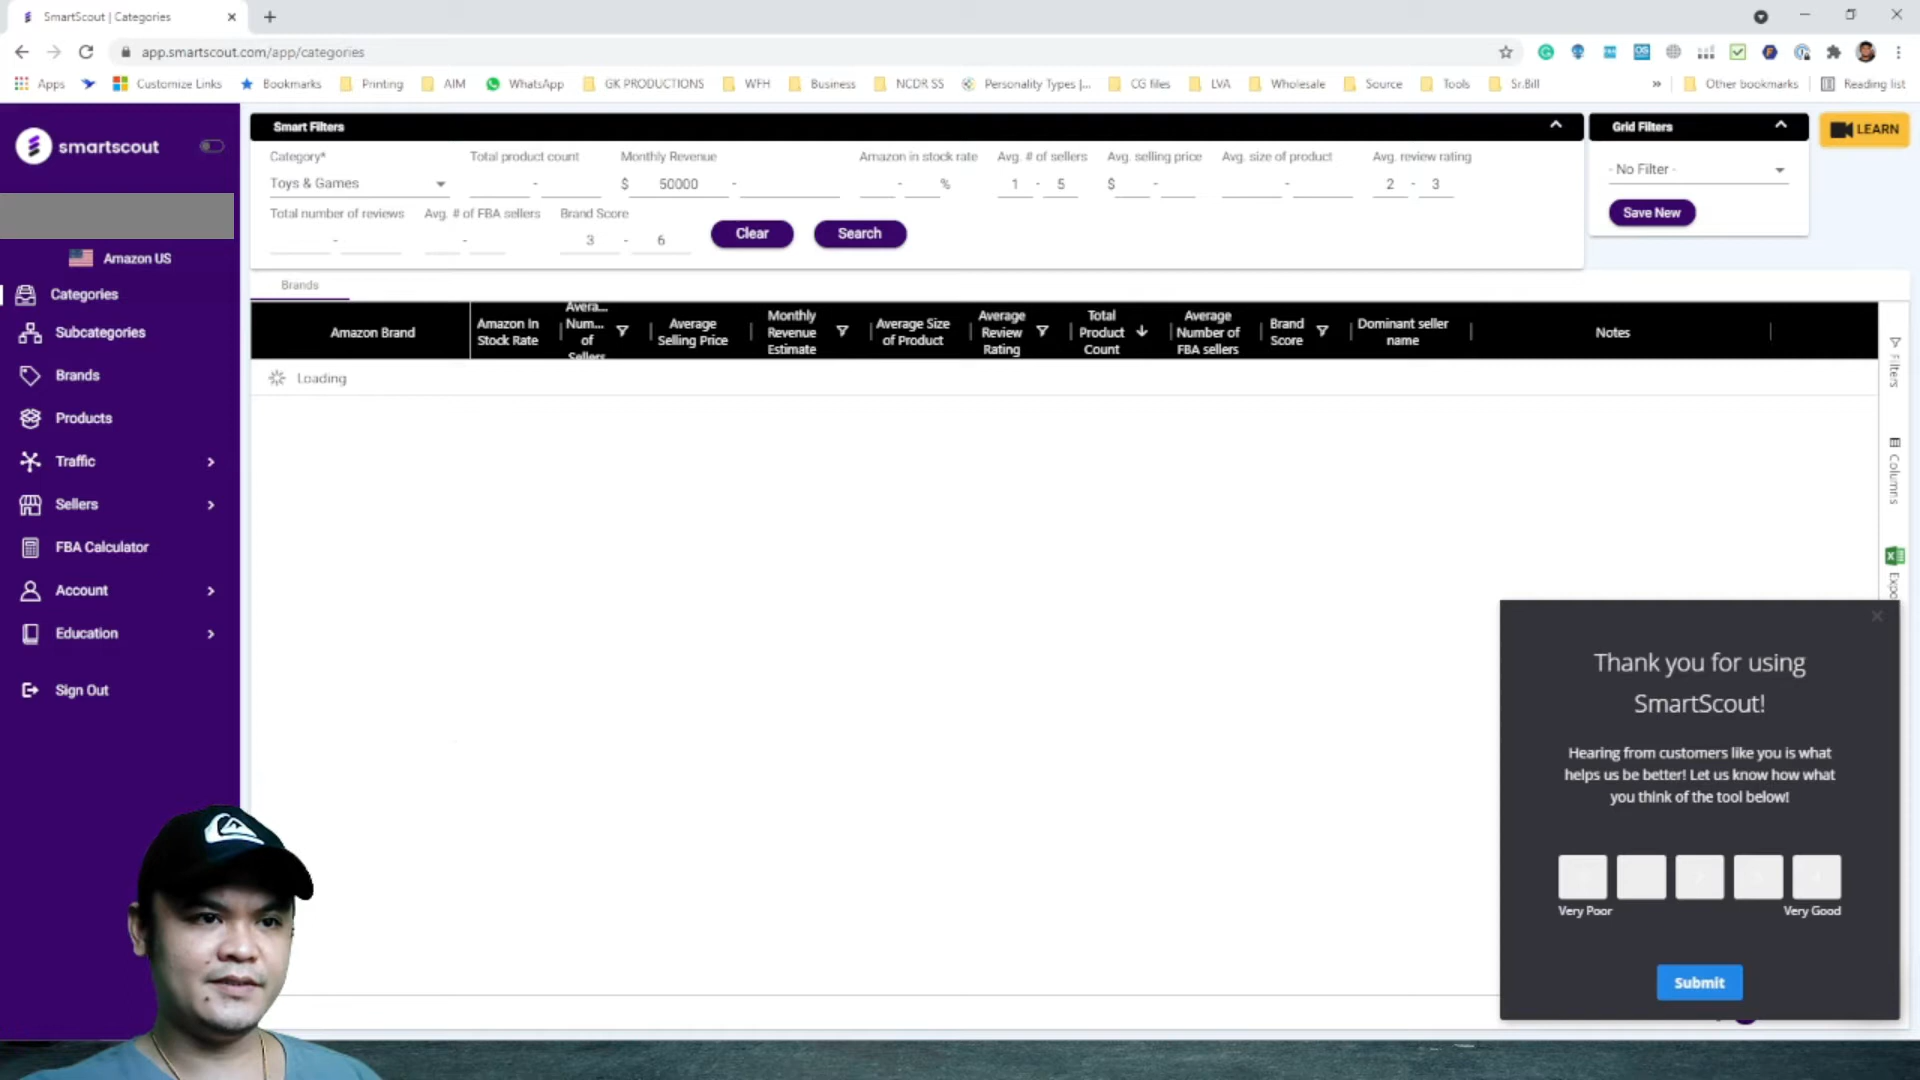 SmartScout | Categories
app.smartscout.com/app/categories
Apps
Customize Links
Bookmarks
Printing
AIM
WhatsApp
GK PRODUCTIONS
WFH
Business
NCDR SS
Personality Types |...
CG files
LVA
Wholesale
Source
Tools
Sr.Bill
Other bookmarks
Reading list
smartscout
Amazon US
Categories
Subcategories
Brands
Products
Traffic
Sellers
FBA Calculator
Account
Education
Sign Out
Smart Filters
Category*
Total product count
Monthly Revenue
Amazon in stock rate
Avg. # of sellers
Avg. selling price
Avg. size of product
Avg. review rating
Toys & Games
-
$ 50000 -
- %
1 - 5
$ -
-
2 - 3
Total number of reviews
Avg. # of FBA sellers
Brand Score
-
-
3 - 6
Clear
Search
Grid Filters
- No Filter -
Save New
LEARN
Brands
Amazon Brand
Amazon In
Stock Rate
Avera...
Num...
of
Sellers
Average
Selling Price
Monthly
Revenue
Estimate
Average Size
of Product
Average
Review
Rating
Total
Product
Count
Average
Number of
FBA sellers
Brand
Score
Dominant seller
name
Notes
Loading
Filters
Columns
Expo
Thank you for using
SmartScout!
Hearing from customers like you is what
helps us be better! Let us know how what
you think of the tool below!
Very Poor
Very Good
Submit